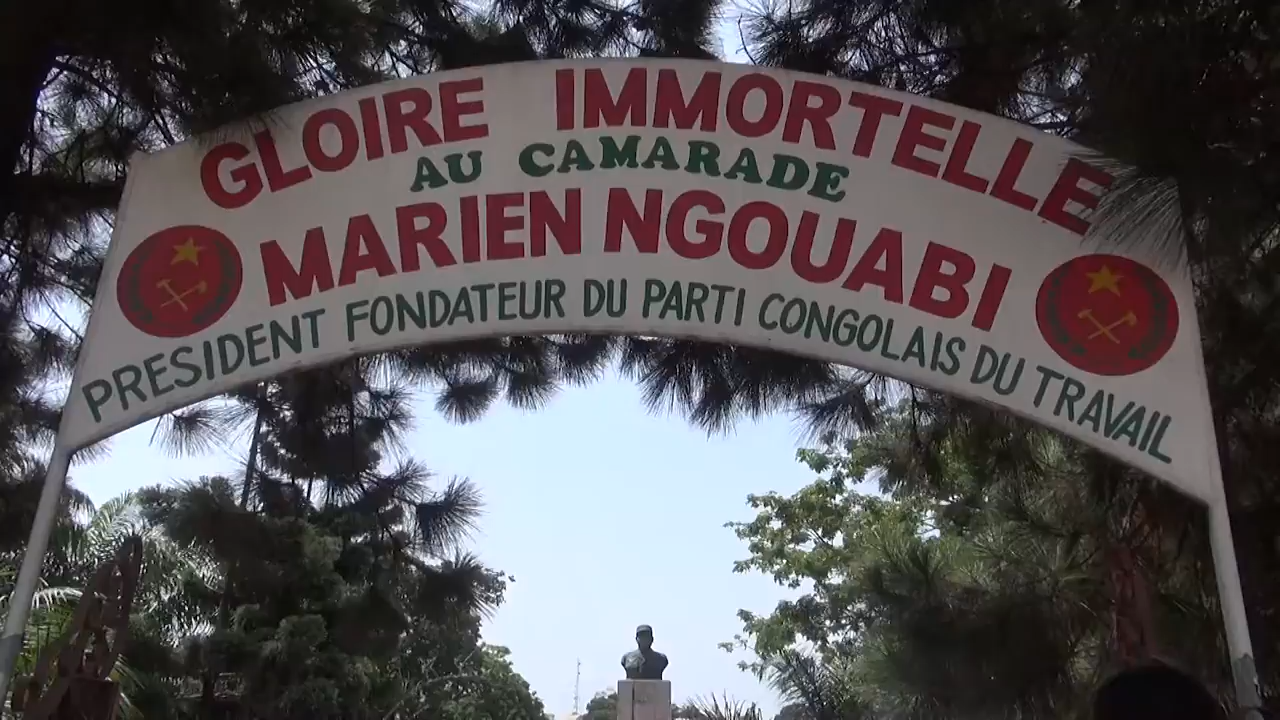 GLOIRE IMMORTELLE
AU CAMARADE
MARIEN NGOUABI
PRESIDENT FONDATEUR DU PARTI CONGOLAIS DU TRAVAIL